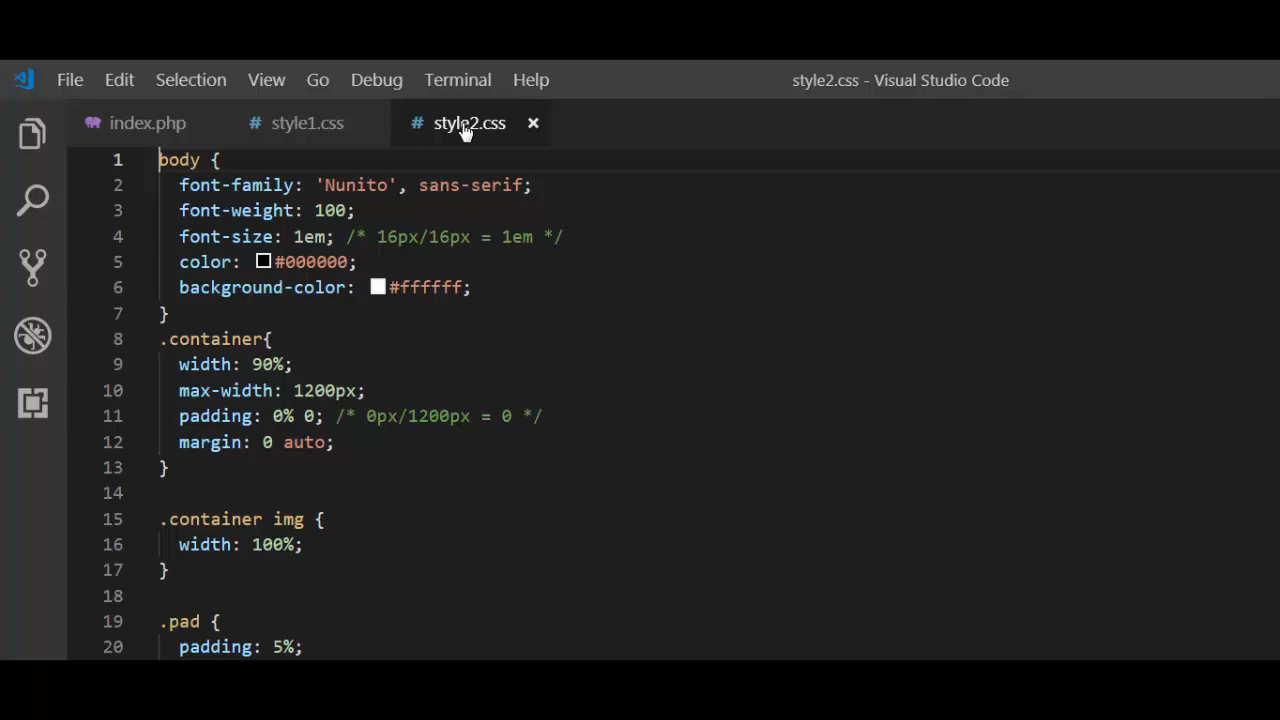 File Edit Selection View Go Debug Terminal Help style2.css - Visual Studio Code
index.php # style1.css # style2.css ×
1 body {
2 font-family: 'Nunito', sans-serif;
3 font-weight: 100;
4 font-size: 1em; /* 16px/16px = 1em */
5 color: #000000;
6 background-color: #ffffff;
7 }
8 .container{
9 width: 90%;
10 max-width: 1200px;
11 padding: 0% 0; /* 0px/1200px = 0 */
12 margin: 0 auto;
13 }
14
15 .container img {
16 width: 100%;
17 }
18
19 .pad {
20 padding: 5%;